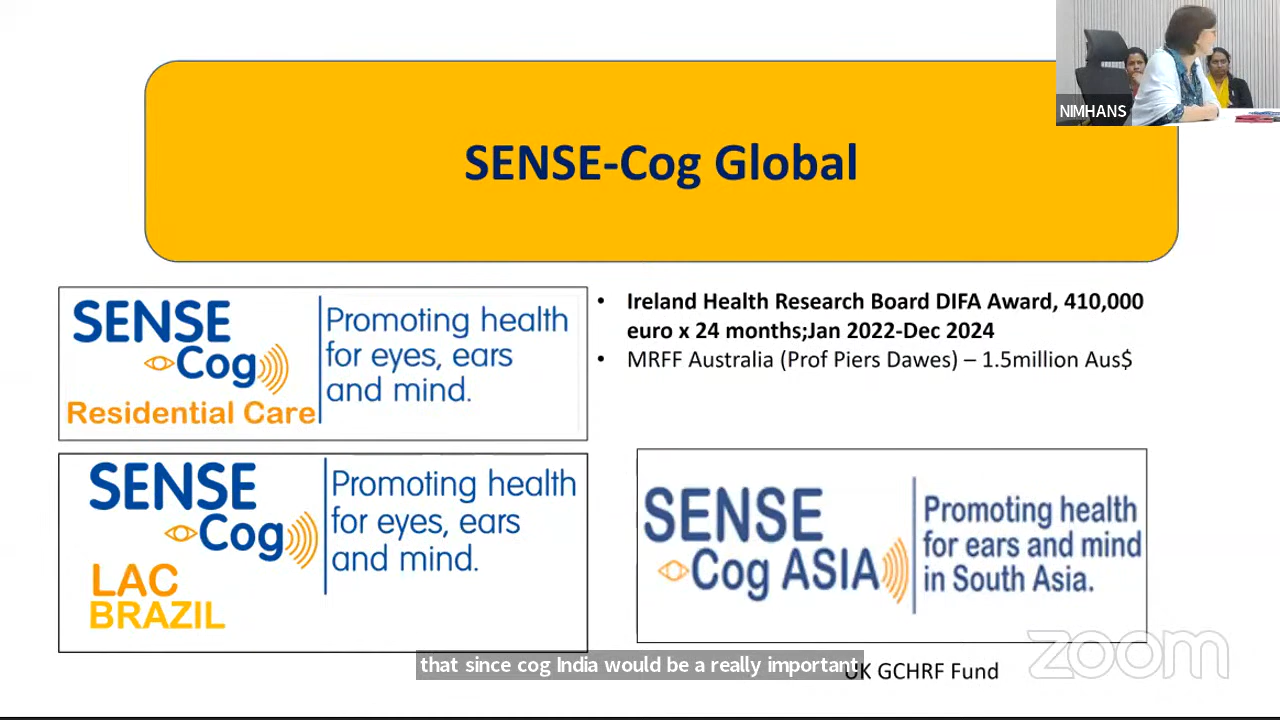 NIMHANS
SENSE-Cog Global
SENSE
Cog
Residential Care
Promoting health
for eyes, ears
and mind.
• Ireland Health Research Board DIFA Award, 410,000
euro x 24 months;Jan 2022-Dec 2024
• MRFF Australia (Prof Piers Dawes) – 1.5million Aus$
SENSE
Cog
LAC
BRAZIL
Promoting health
for eyes, ears
and mind.
SENSE
Cog ASIA
Promoting health
for ears and mind
in South Asia.
zoom
that since cog India would be a really important
UK GCHRF Fund